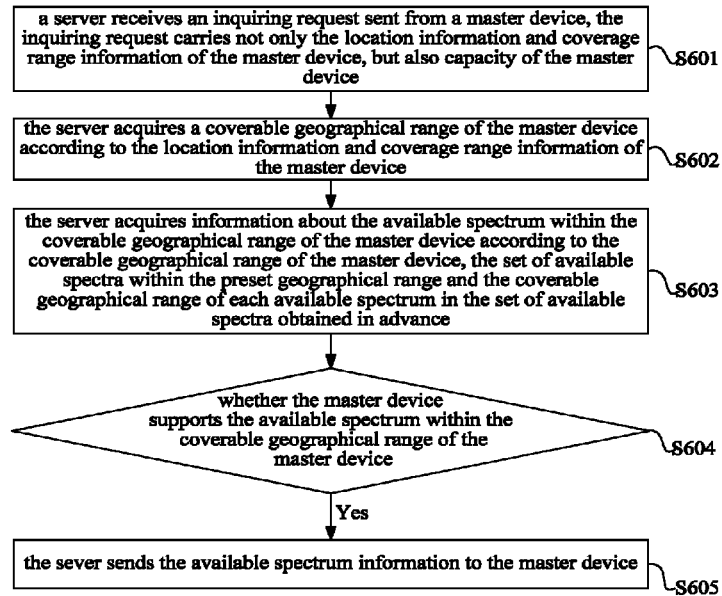 a server receives an inquiring request sent from a master device, the
inquiring request carries not only the location information and coverage
range information of the master device, but also capacity of the master
device
S601
the server acquires a coverable geographical range of the master device
according to the location information and coverage range information of
the master device
S602
the server acquires information about the available spectrum within the
coverable geographical range of the master device according to the
coverable geographical range of the master device, the set of available
spectra within the preset geographical range and the coverable
geographical range of each available spectrum in the set of available
spectra obtained in advance
S603
whether the master device
supports the available spectrum within the
coverable geographical range of the
master device
S604
Yes
the sever sends the available spectrum information to the master device
S605